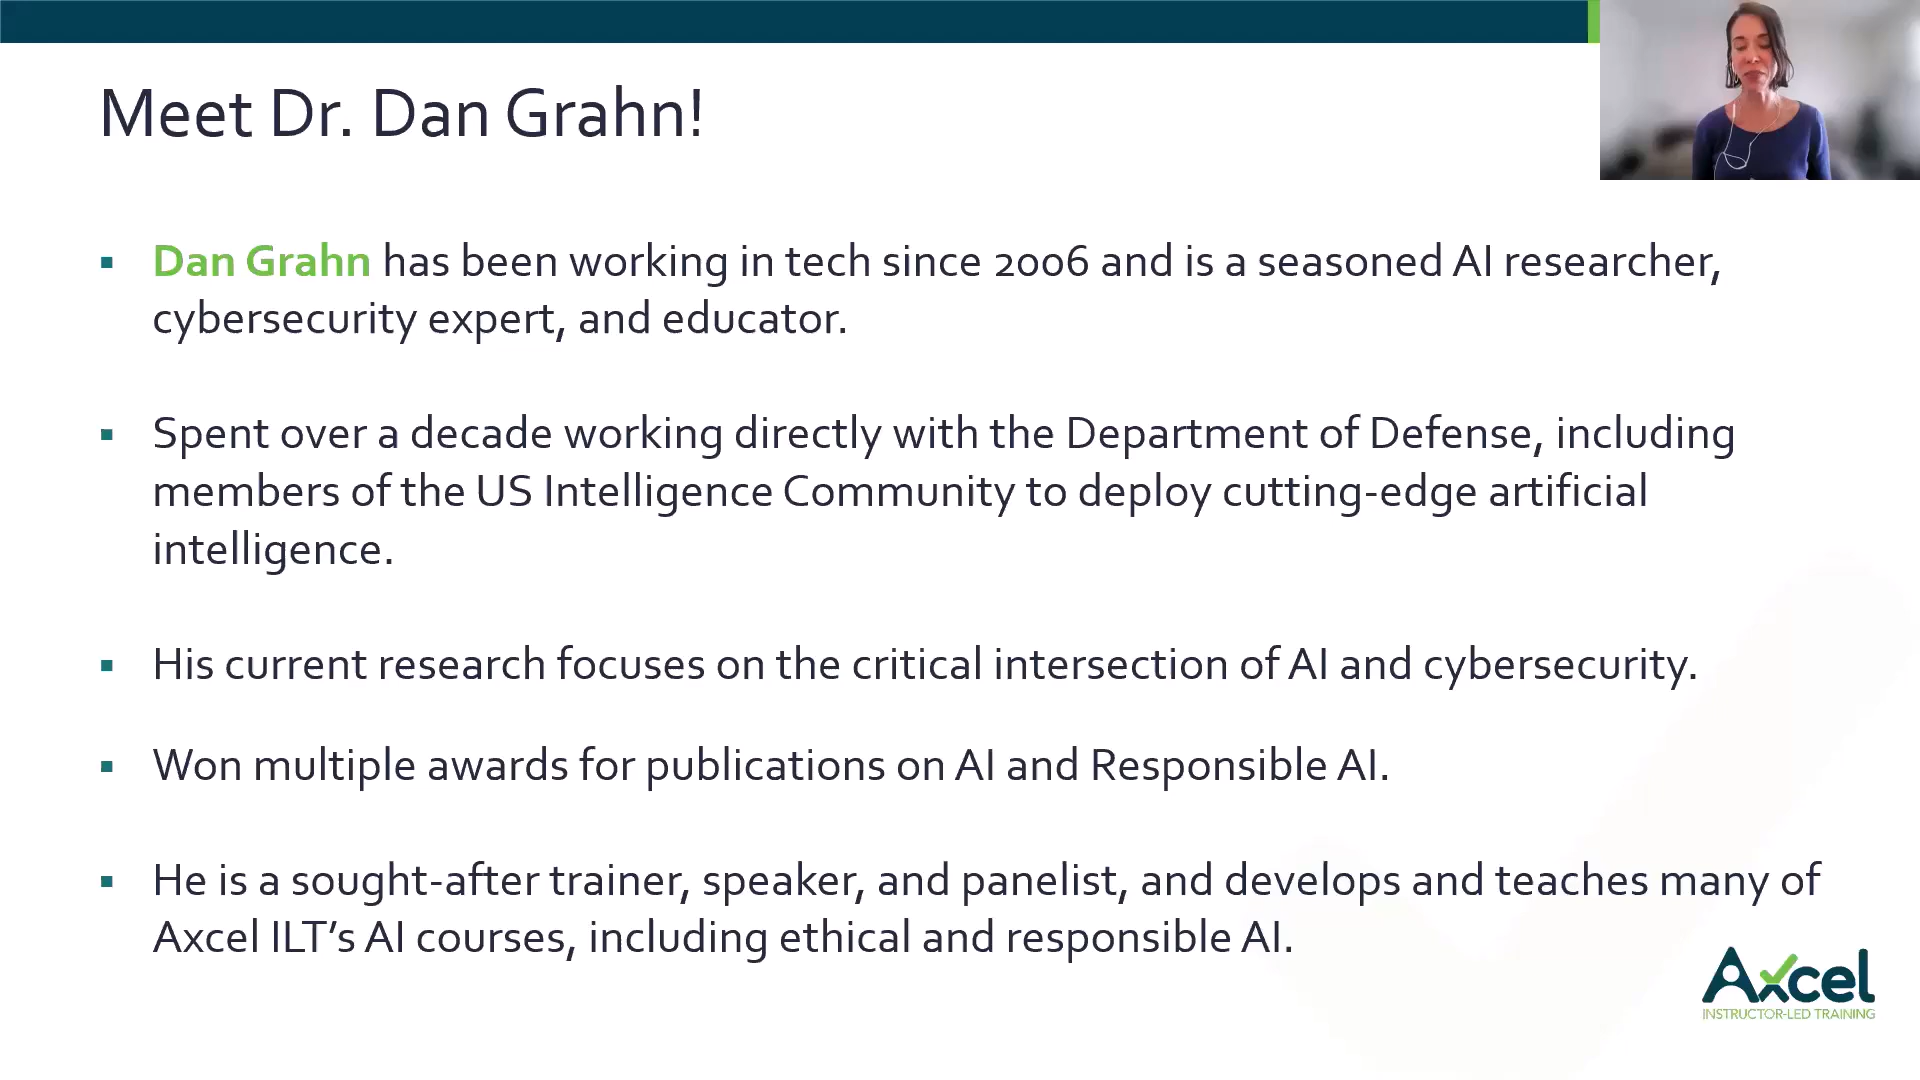 Meet Dr. Dan Grahn!
▪ Dan Grahn has been working in tech since 2006 and is a seasoned AI researcher,
cybersecurity expert, and educator.
▪ Spent over a decade working directly with the Department of Defense, including
members of the US Intelligence Community to deploy cutting-edge artificial
intelligence.
▪ His current research focuses on the critical intersection of AI and cybersecurity.
▪ Won multiple awards for publications on AI and Responsible AI.
▪ He is a sought-after trainer, speaker, and panelist, and develops and teaches many of
Axcel ILT’s AI courses, including ethical and responsible AI.
Axcel
INSTRUCTOR-LED TRAINING